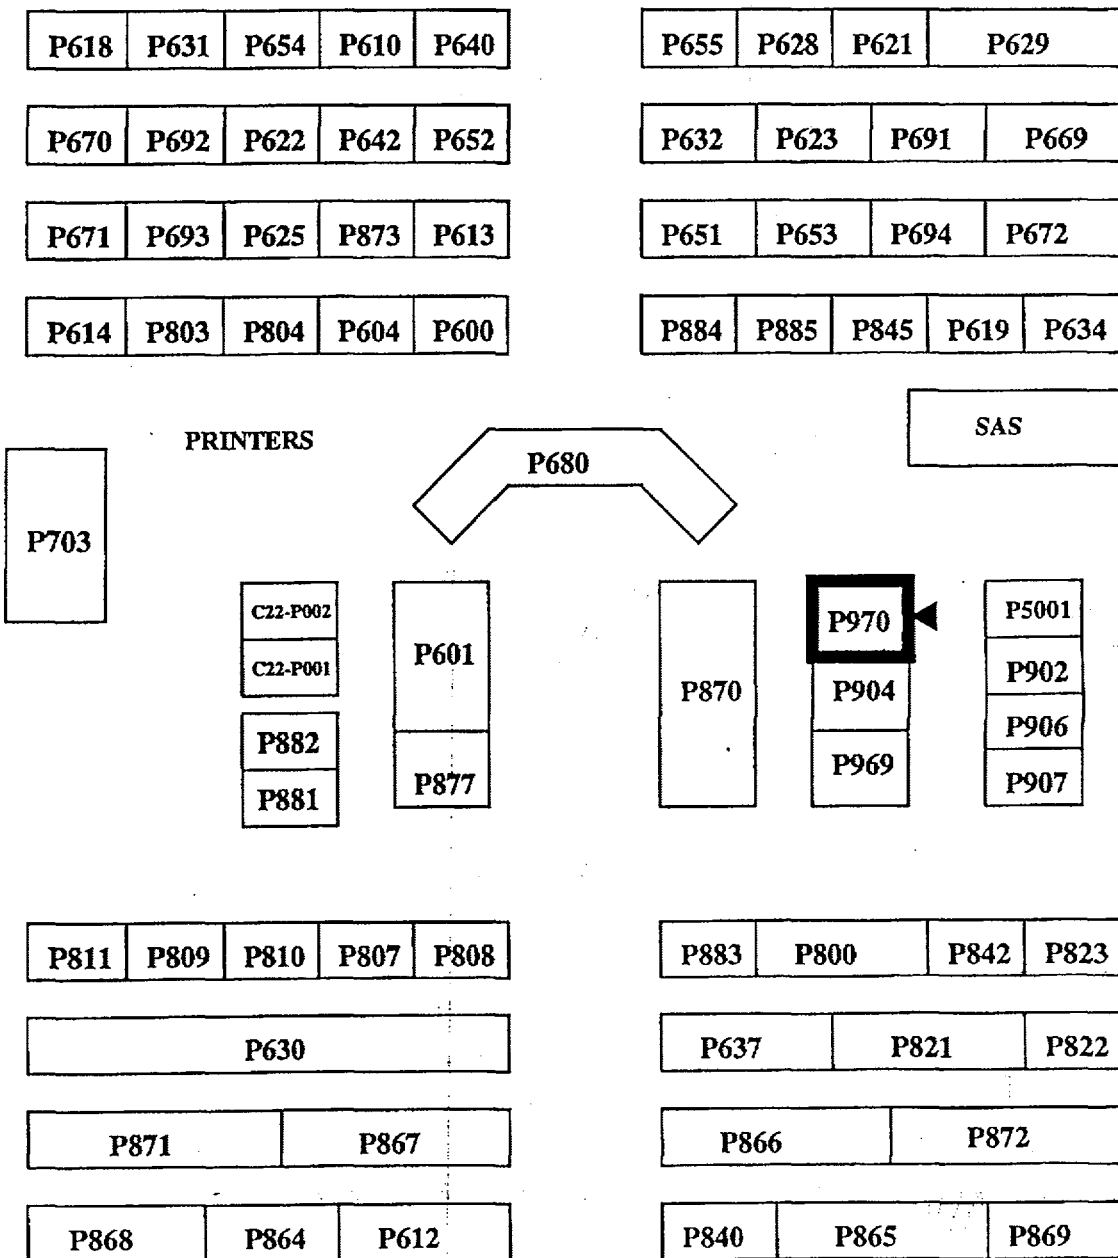 P618 P631 P654 P610 P640 P655 P628 P621 P629
P670 P692 P622 P642 P652 P632 P623 P691 P669
P671 P693 P625 P873 P613 P651 P653 P694 P672
P614 P803 P804 P604 P600 P884 P885 P845 P619 P634
PRINTERS P680 SAS
P703
C22-P002 P970 P5001
C22-P001 P601 P870 P904 P902
P882 P906
P881 P877 P969 P907
P811 P809 P810 P807 P808 P883 P800 P842 P823
P630 P637 P821 P822
P871 P867 P866 P872
P868 P864 P612 P840 P865 P869